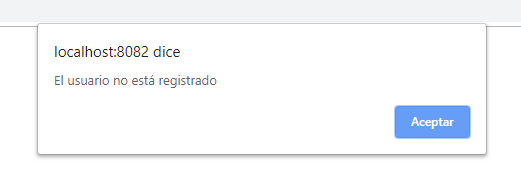 localhost:8082 dice
El usuario no está registrado
Aceptar